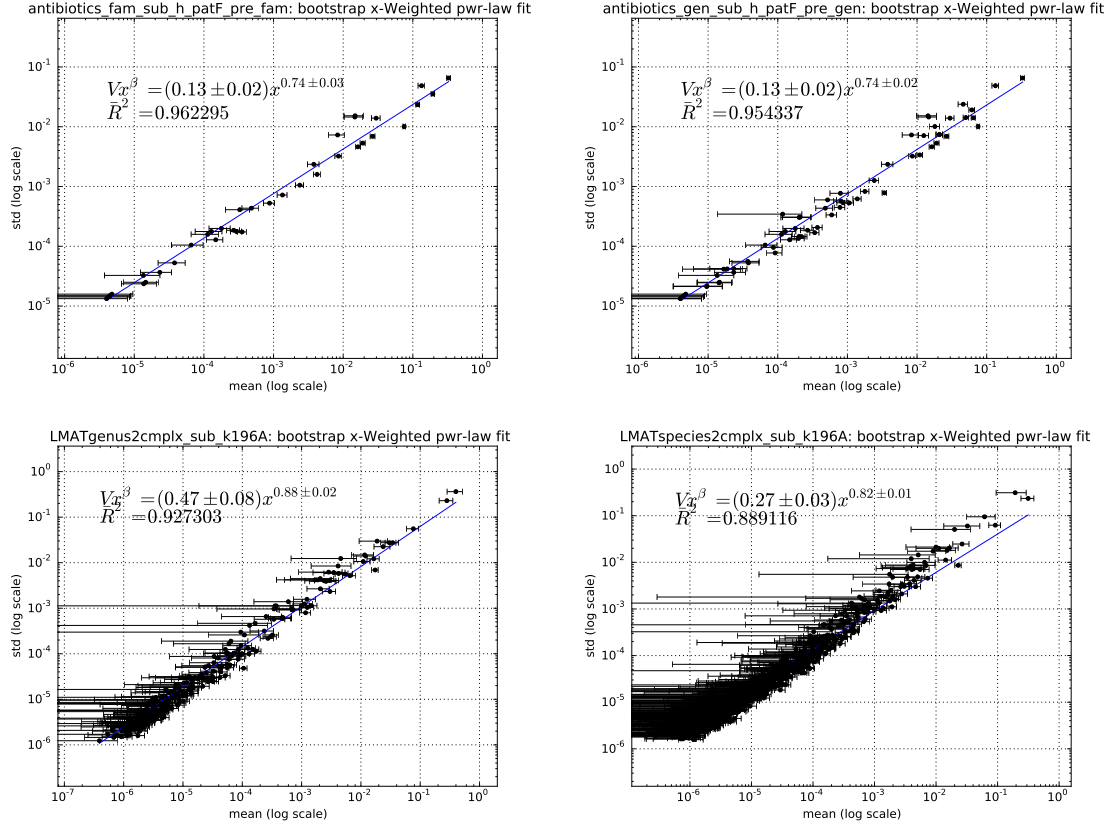 antibiotics_fam_sub_h_patF_pre_fam: bootstrap x-Weighted pwr-law fit
Vx^β =(0.13±0.02)x^0.74±0.03
R̄^2 =0.962295
10^-1
10^-2
10^-3
10^-4
10^-5
std (log scale)
10^-6 10^-5 10^-4 10^-3 10^-2 10^-1 10^0
mean (log scale)
antibiotics_gen_sub_h_patF_pre_gen: bootstrap x-Weighted pwr-law fit
Vx^β =(0.13±0.02)x^0.74±0.02
R̄^2 =0.954337
10^-1
10^-2
10^-3
10^-4
10^-5
std (log scale)
10^-6 10^-5 10^-4 10^-3 10^-2 10^-1 10^0
mean (log scale)
LMATgenus2cmplx_sub_k196A: bootstrap x-Weighted pwr-law fit
Vx^β =(0.47±0.08)x^0.88±0.02
R̄^2 =0.927303
10^0
10^-1
10^-2
10^-3
10^-4
10^-5
10^-6
std (log scale)
10^-7 10^-6 10^-5 10^-4 10^-3 10^-2 10^-1 10^0
mean (log scale)
LMATspecies2cmplx_sub_k196A: bootstrap x-Weighted pwr-law fit
Vx^β =(0.27±0.03)x^0.82±0.01
R̄^2 =0.889116
10^0
10^-1
10^-2
10^-3
10^-4
10^-5
10^-6
std (log scale)
10^-6 10^-5 10^-4 10^-3 10^-2 10^-1 10^0
mean (log scale)